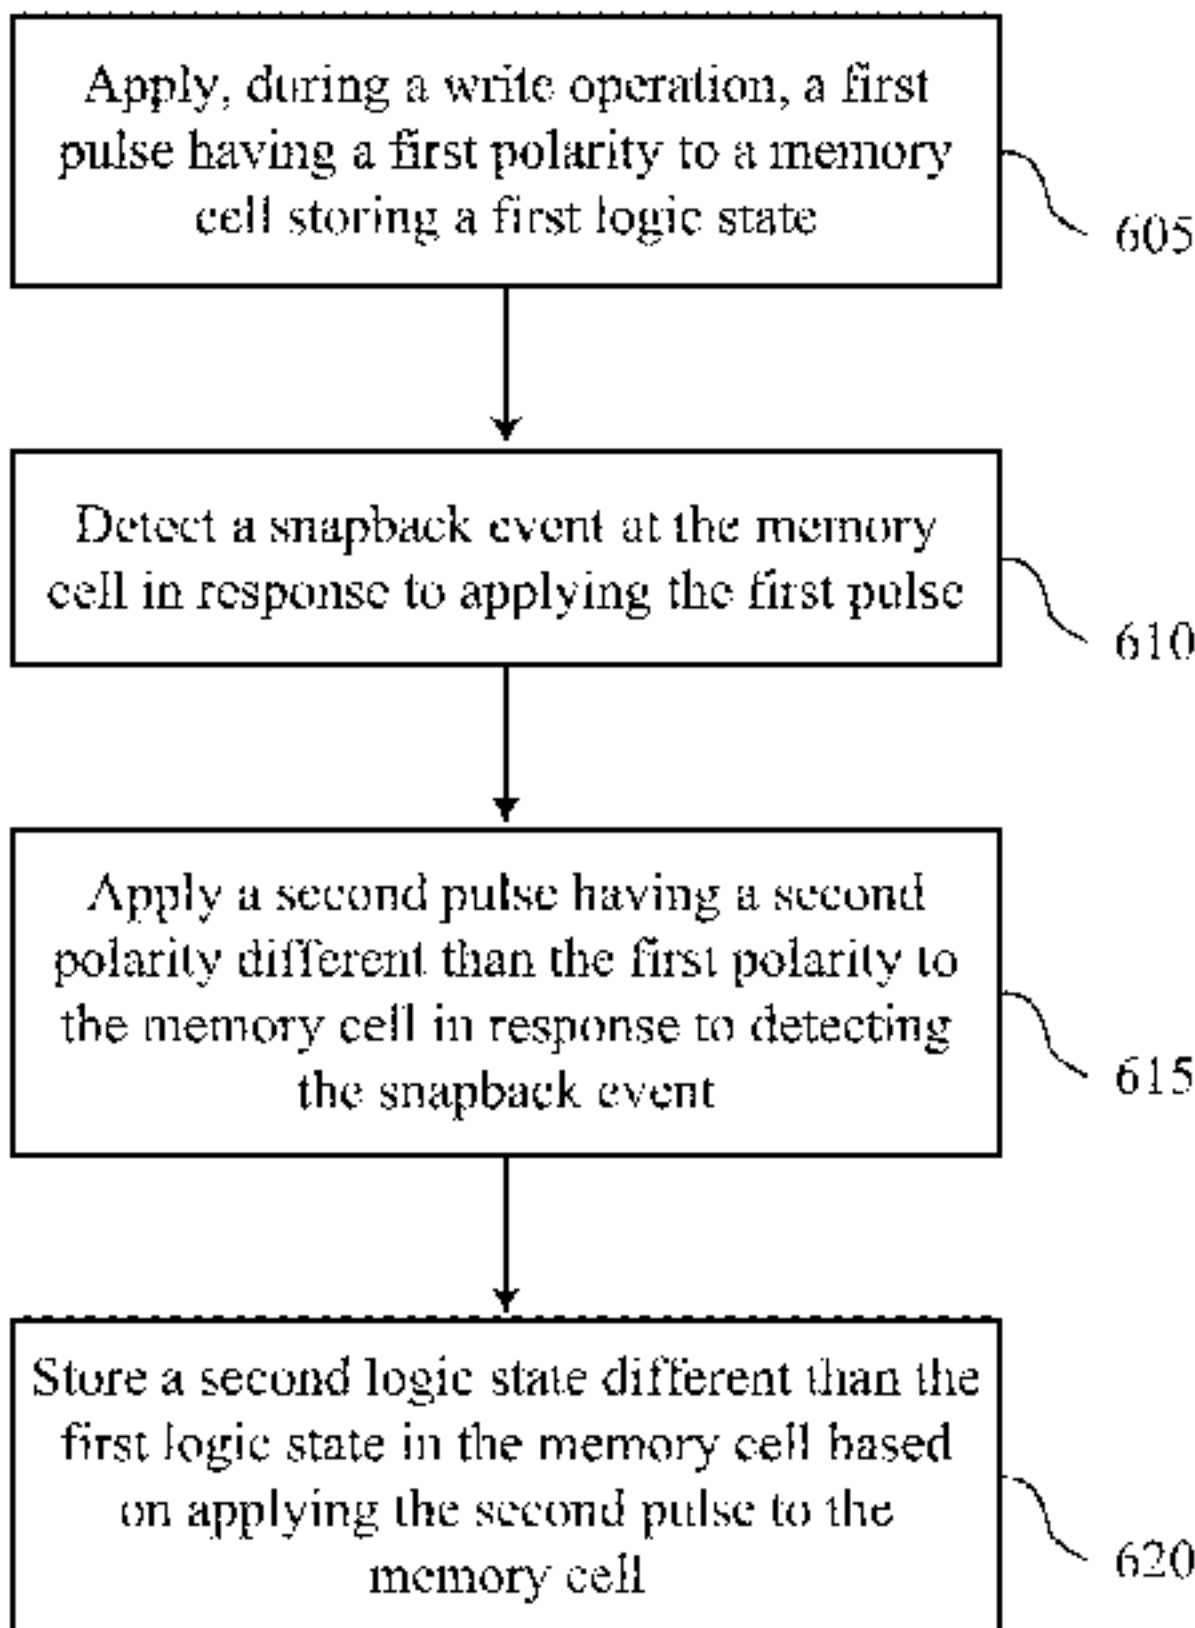 Apply, during a write operation, a first
pulse having a first polarity to a memory
cell storing a first logic state
605
Detect a snapback event at the memory
cell in response to applying the first pulse
610
Apply a second pulse having a second
polarity different than the first polarity to
the memory cell in response to detecting
the snapback event
615
Store a second logic state different than the
first logic state in the memory cell based
on applying the second pulse to the
memory cell
620